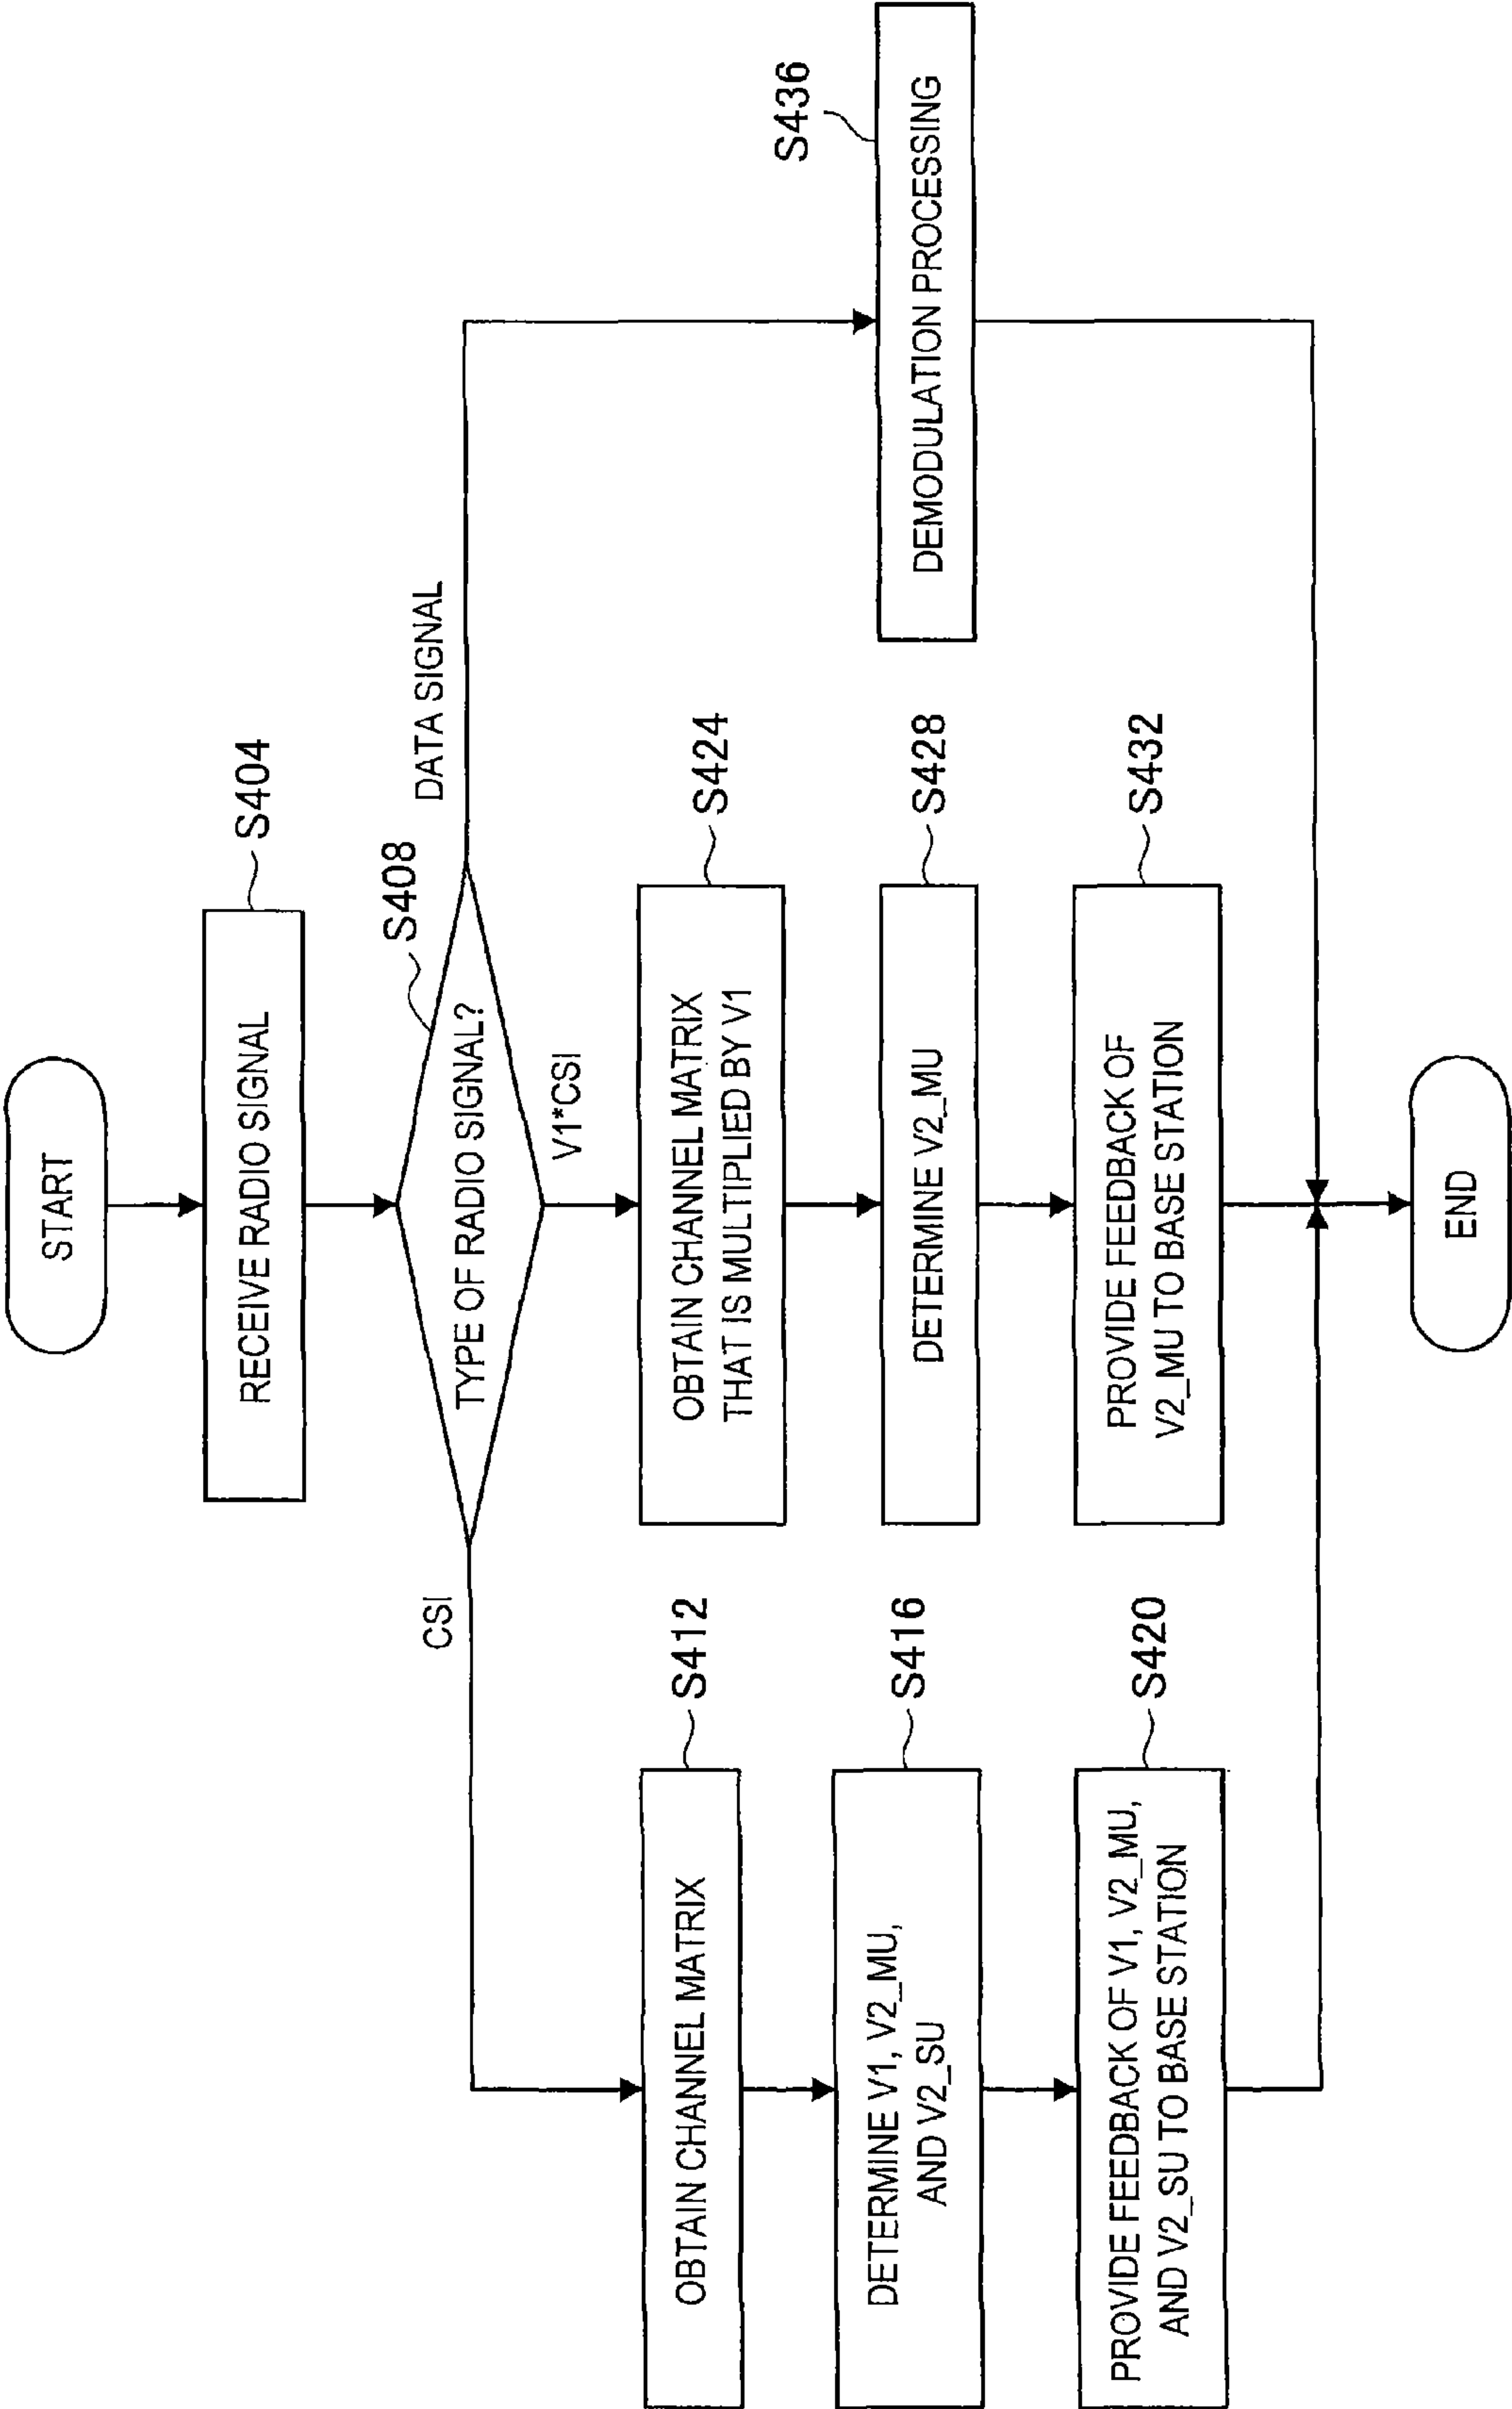 START
RECEIVE RADIO SIGNAL
S404
TYPE OF RADIO SIGNAL?
S408
CSI
V1*CSI
DATA SIGNAL
OBTAIN CHANNEL MATRIX
S412
DETERMINE V1, V2_MU,
AND V2_SU
S416
PROVIDE FEEDBACK OF V1, V2_MU,
AND V2_SU TO BASE STATION
S420
OBTAIN CHANNEL MATRIX
THAT IS MULTIPLIED BY V1
S424
DETERMINE V2_MU
S428
PROVIDE FEEDBACK OF
V2_MU TO BASE STATION
S432
DEMODULATION PROCESSING
S436
END